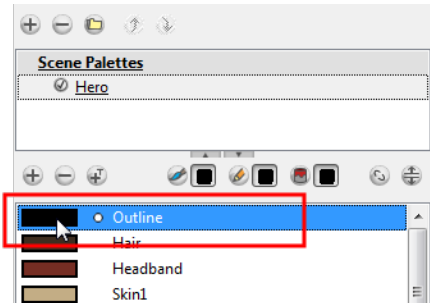 Scene Palettes
Hero
Outline
Hair
Headband
Skin1